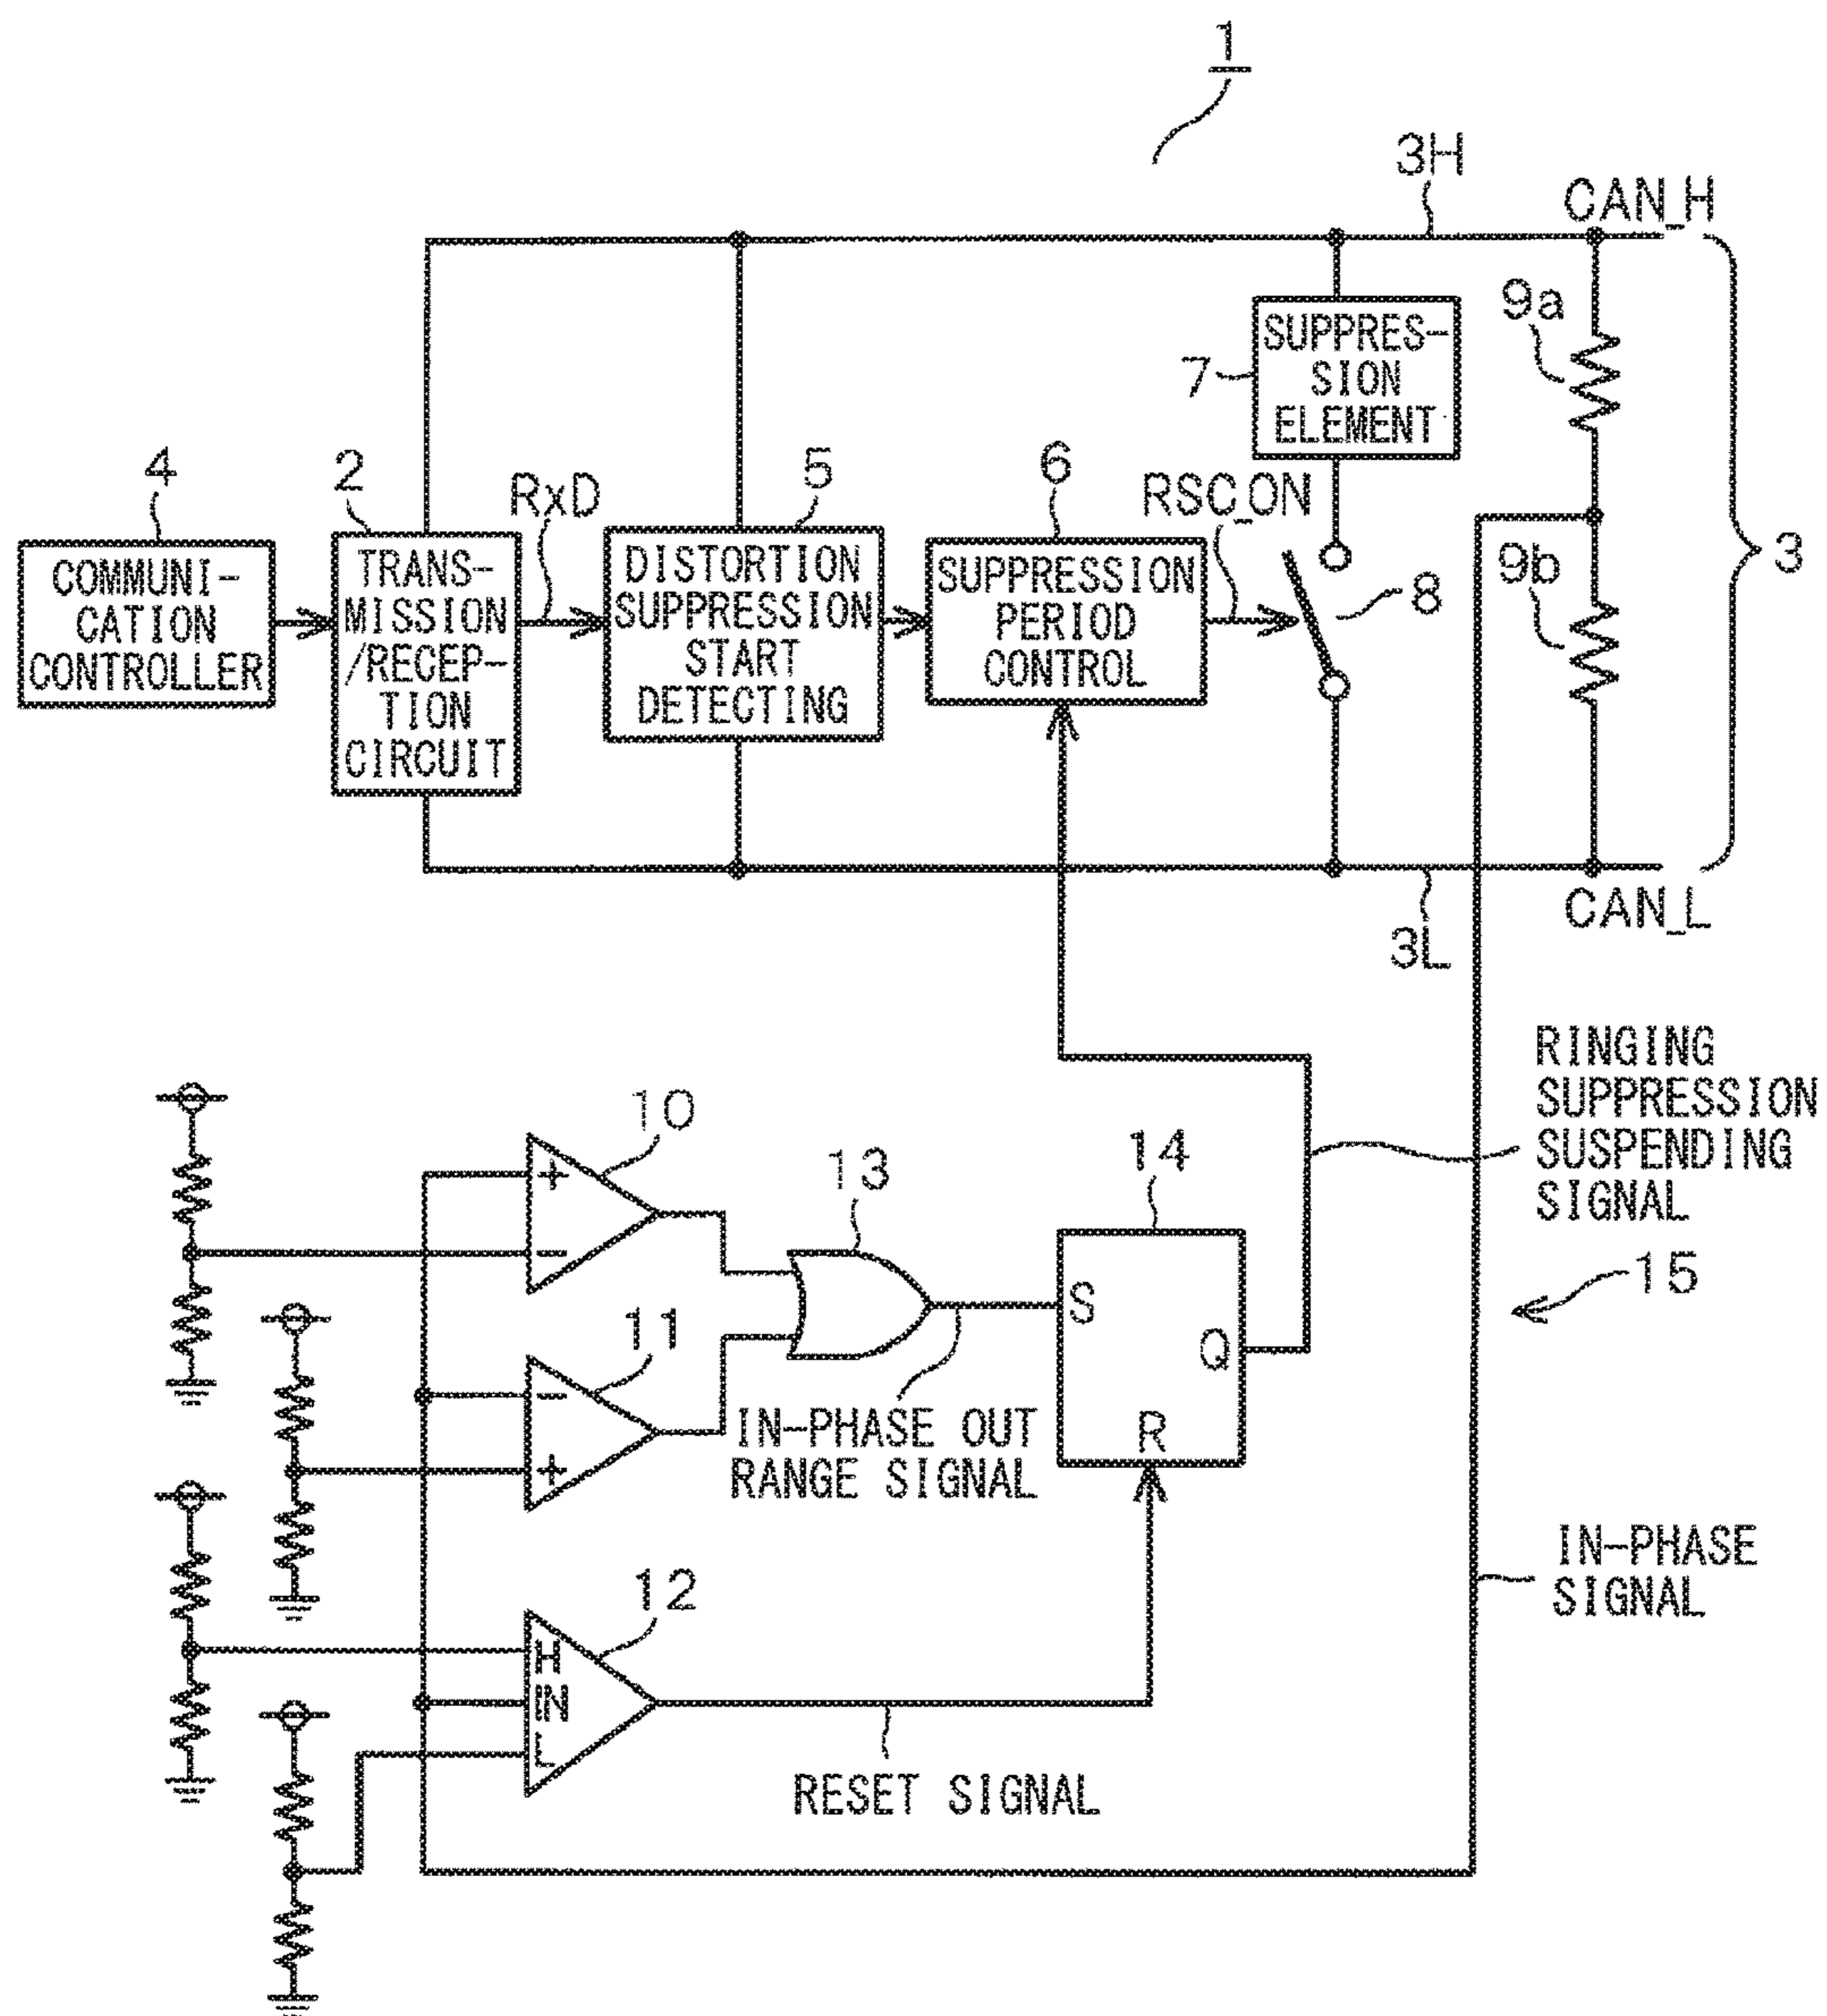 1
3H
CAN_H
9a
SUPPRES-
SION
ELEMENT
7
4
2
RxD
5
6
RSC_ON
COMMUNI-
CATION
CONTROLLER
TRANS-
MISSION
/RECEP-
TION
CIRCUIT
DISTORTION
SUPPRESSION
START
DETECTING
SUPPRESSION
PERIOD
CONTROL
8
9b
3
3L
CAN_L
RINGING
SUPPRESSION
SUSPENDING
SIGNAL
10
+
−
13
14
15
11
−
+
S
Q
R
IN-PHASE OUT
RANGE SIGNAL
12
H
IN
L
IN-PHASE
SIGNAL
RESET SIGNAL